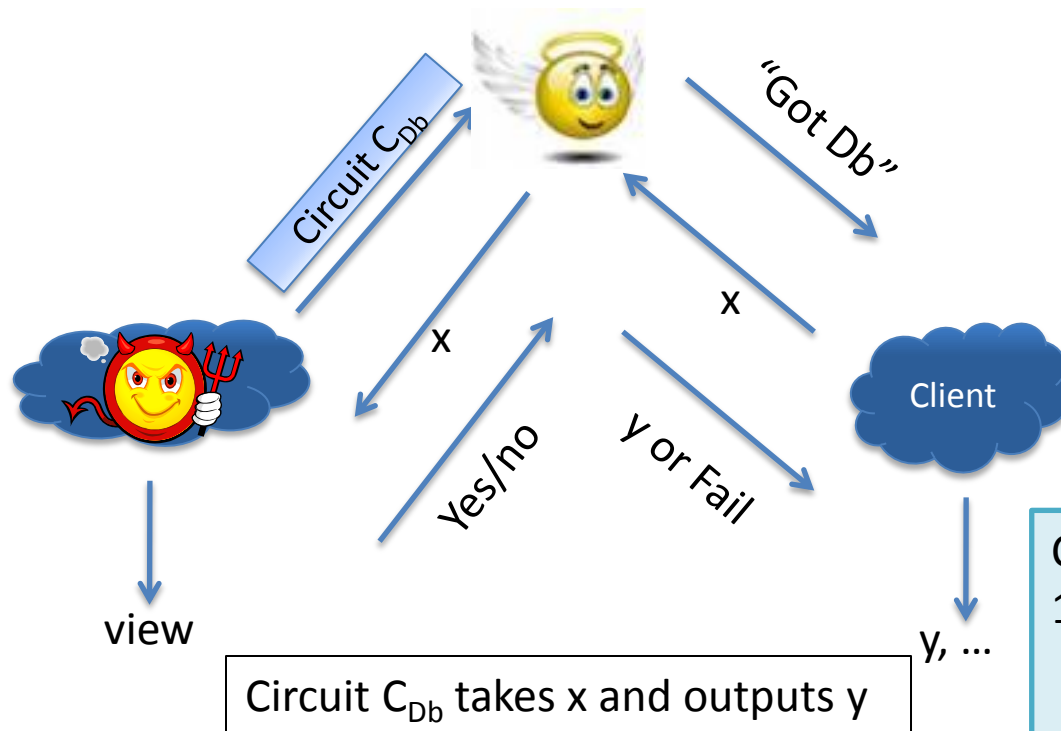 Circuit C_Db
“Got Db”
x
x
Client
Yes/no
y or Fail
view
y, ...
Circuit C_Db takes x and outputs y